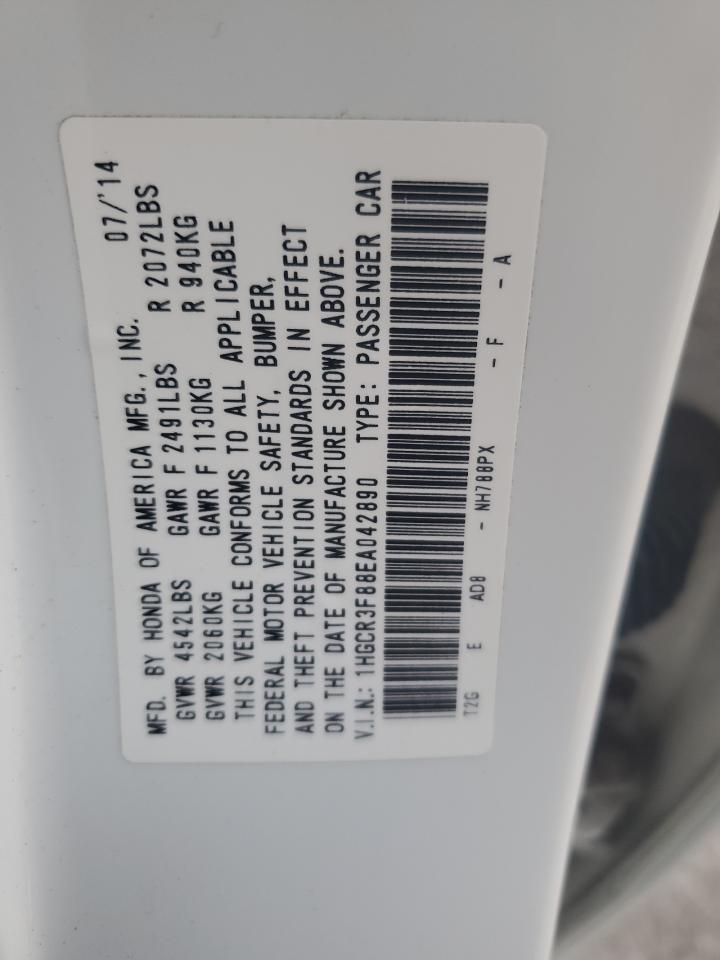 MFD. BY HONDA OF AMERICA MFG., INC. 07/'14
GVWR 4542LBS GAWR F 2491LBS R 2072LBS
GVWR 2060KG GAWR F 1130KG R 940KG
THIS VEHICLE CONFORMS TO ALL APPLICABLE
FEDERAL MOTOR VEHICLE SAFETY, BUMPER,
AND THEFT PREVENTION STANDARDS IN EFFECT
ON THE DATE OF MANUFACTURE SHOWN ABOVE.
V.I.N.: 1HGCR3F88EA042890 TYPE: PASSENGER CAR
T2G E AD8 - NH788PX - F - A